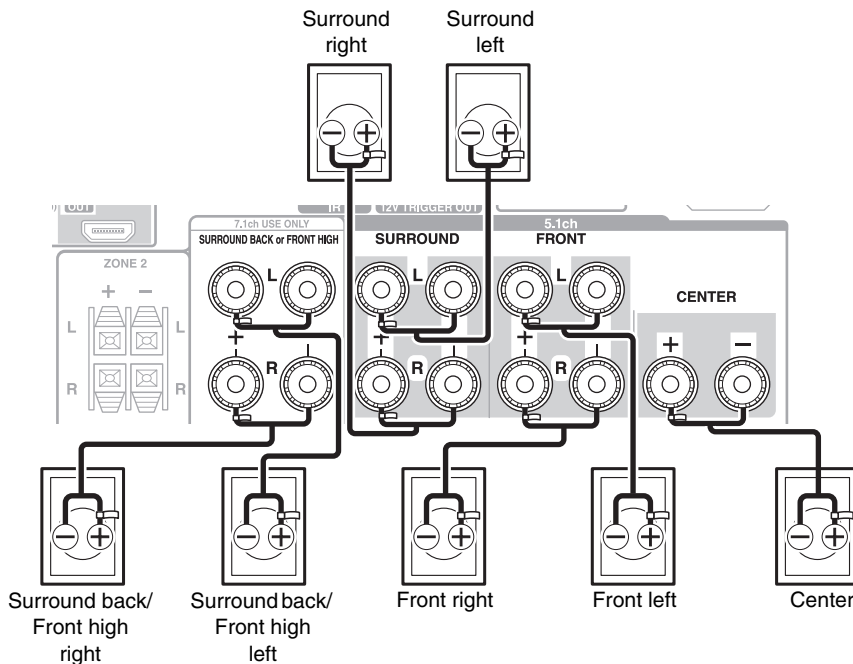 Surround
right
Surround
left
OUT
IR
12V TRIGGER OUT
7.1ch USE ONLY
5.1ch
SURROUND BACK or FRONT HIGH
SURROUND
FRONT
ZONE 2
CENTER
+ −
L
L
L
L
L
+
+
+
+ −
R
R
R
R
R
− +
− +
− +
− +
− +
− +
− +
Surround back/
Front high
right
Surround back/
Front high
left
Front right
Front left
Center